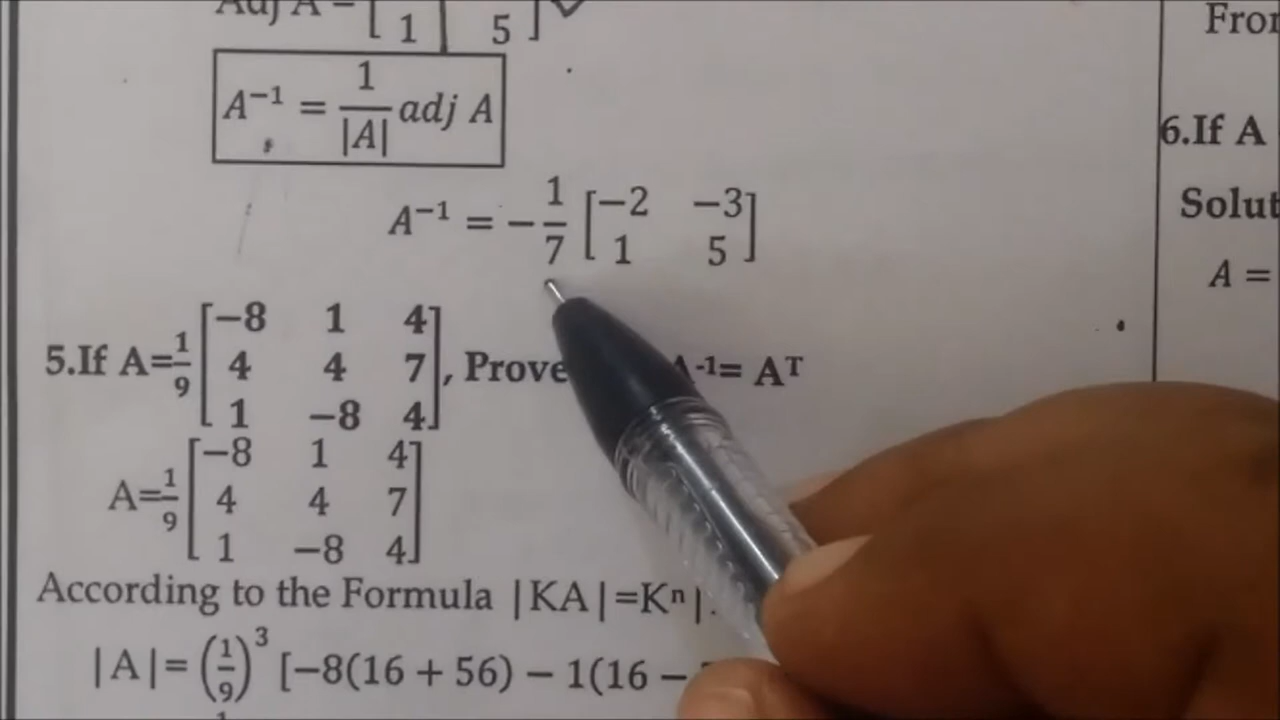 Adj A = [ 1 5 ]
A⁻¹ = 1/|A| adj A
A⁻¹ = −1/7 [ −2 −3
1 5 ]
5.If A=1/9 [ −8 1 4
4 4 7
1 −8 4 ], Prove A⁻¹= Aᵀ
A=1/9 [ −8 1 4
4 4 7
1 −8 4 ]
According to the Formula |KA|=Kⁿ|
|A|= (1/9)³ [−8(16 + 56) − 1(16 −
6.If A
A =